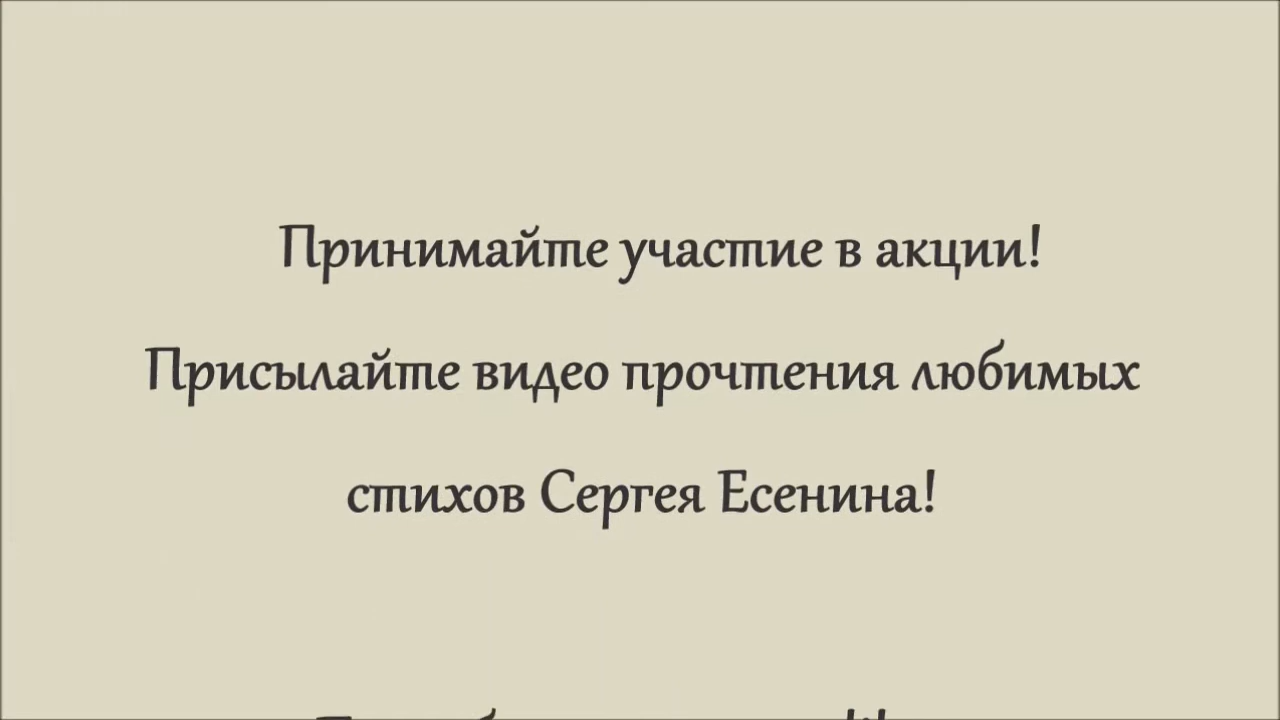 Принимайте участие в акции!
Присылайте видео прочтения любимых
стихов Сергея Есенина!